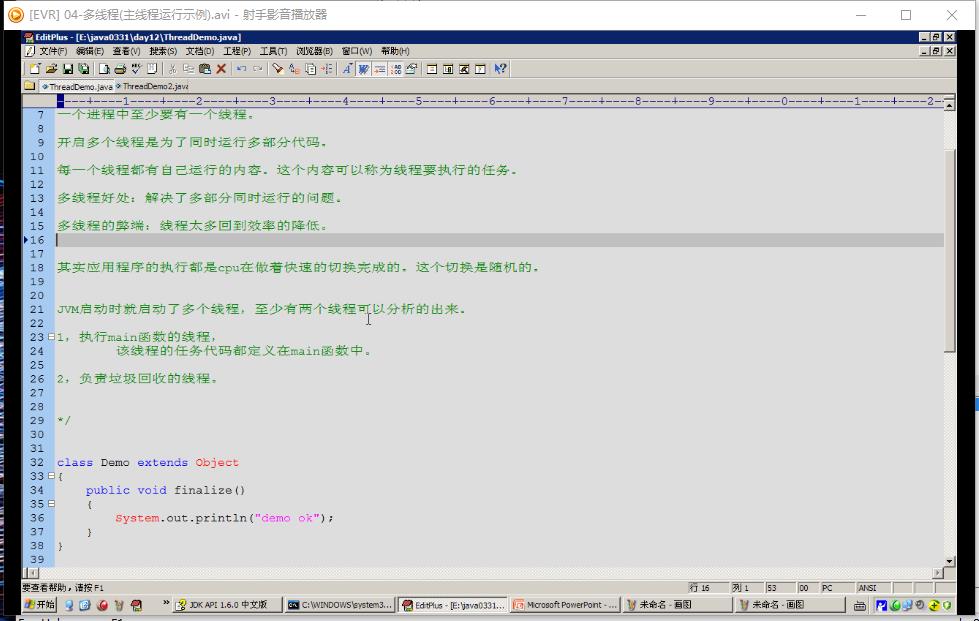 [EVR] 04-多线程(主线程运行示例).avi - 射手影音播放器
EditPlus - [E:\java0331\day12\ThreadDemo.java]
文件(F) 编辑(E) 查看(V) 搜索(S) 文档(D) 工程(P) 工具(T) 浏览器(B) 窗口(W) 帮助(H)
ThreadDemo.java ThreadDemo2.java
----+----1----+----2----+----3----+----4----+----5----+----6----+----7----+----8----+----9----+----0----+----1----+----2--
7 一个进程中至少要有一个线程。
8
9 开启多个线程是为了同时运行多部分代码。
10
11 每一个线程都有自己运行的内容。这个内容可以称为线程要执行的任务。
12
13 多线程好处：解决了多部分同时运行的问题。
14
15 多线程的弊端：线程太多回到效率的降低。
16
17
18 其实应用程序的执行都是cpu在做着快速的切换完成的。这个切换是随机的。
19
20
21 JVM启动时就启动了多个线程，至少有两个线程可以分析的出来。
22
23 1，执行main函数的线程，
24 该线程的任务代码都定义在main函数中。
25
26 2，负责垃圾回收的线程。
27
28
29 */
30
31
32 class Demo extends Object
33 {
34 public void finalize()
35 {
36 System.out.println("demo ok");
37 }
38 }
39
要查看帮助，请按 F1 行 16 列 1 53 00 PC ANSI
开始 JDK API 1.6.0 中文版 C:\WINDOWS\system3... EditPlus - [E:\java0331... Microsoft PowerPoint - ... 未命名 - 画图 未命名 - 画图